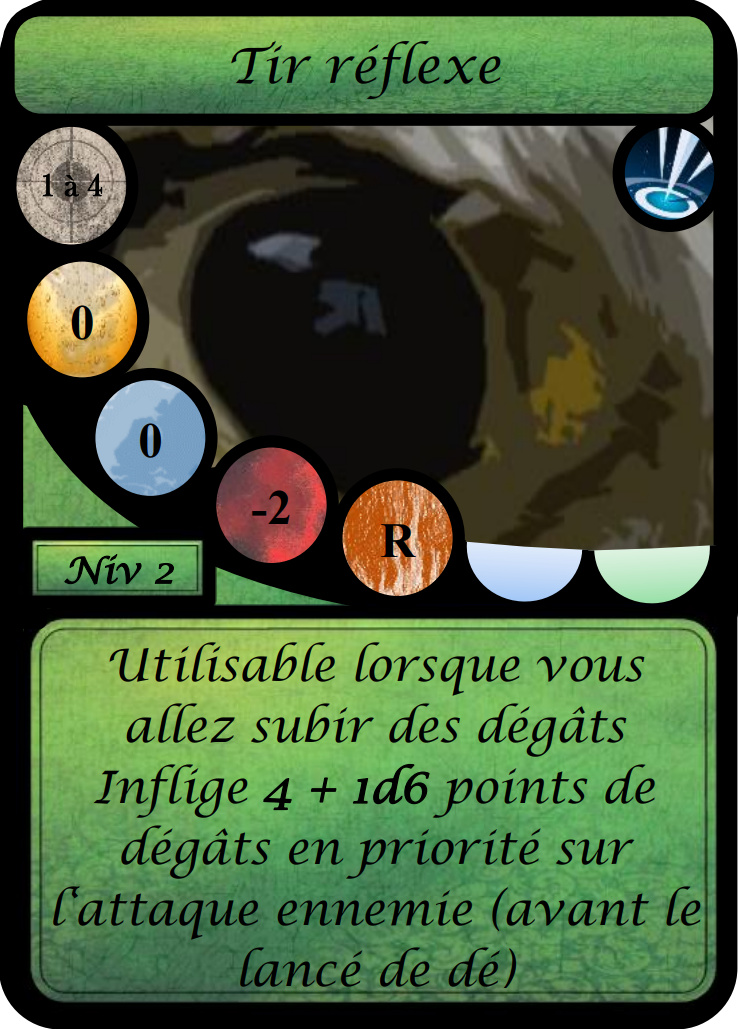 Tir réflexe
1 à 4
0
0
-2
R
Niv 2
Utilisable lorsque vous
allez subir des dégâts
Inflige 4 + 1d6 points de
dégâts en priorité sur
l'attaque ennemie (avant le
lancé de dé)